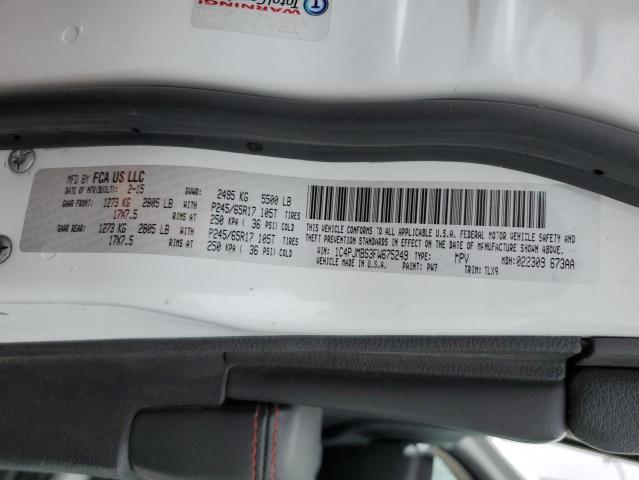 WARNING!
MFD BY FCA US LLC
DATE OF MFR(BUILT): 2-15 GVWR: 2495 KG 5500 LB
GAWR FRONT: 1273 KG 2805 LB WITH P245/65R17 105T TIRES
17X7.5 RIMS AT 250 KPA ( 36 PSI) COLD
GAWR REAR: 1273 KG 2805 LB WITH P245/65R17 105T TIRES
17X7.5 RIMS AT 250 KPA ( 36 PSI) COLD
THIS VEHICLE CONFORMS TO ALL APPLICABLE U.S.A. FEDERAL MOTOR VEHICLE SAFETY AND
THEFT PREVENTION STANDARDS IN EFFECT ON THE DATE OF MANUFACTURE SHOWN ABOVE.
VIN: 1C4PJMBS3FW675249 TYPE: MPV MDH: 022309 673AA
VEHICLE MADE IN U.S.A. PAINT: PW7 TRIM: TLX9